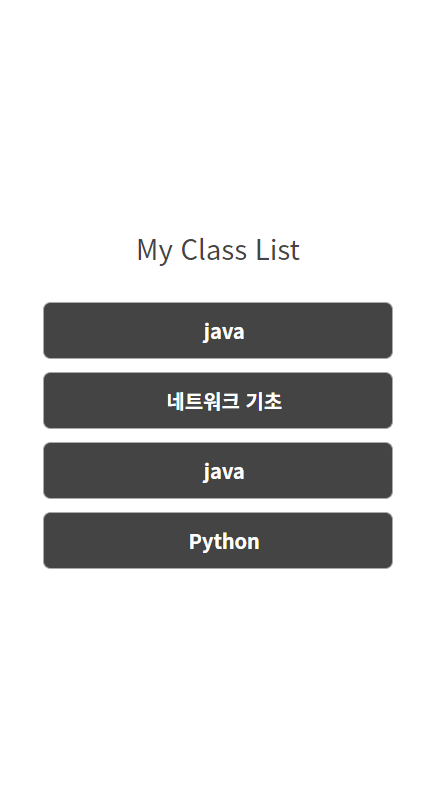 My Class List
java
네트워크 기초
java
Python